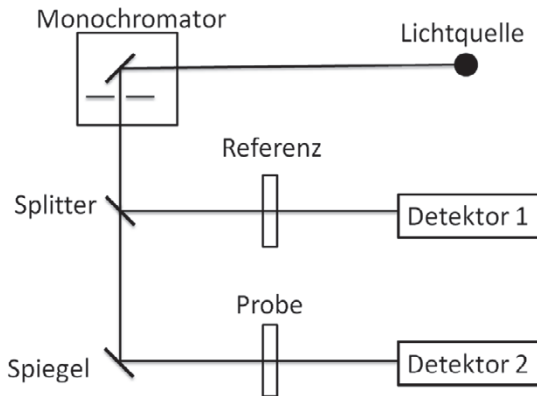 Monochromator
Lichtquelle
Referenz
Splitter
Detektor 1
Probe
Spiegel
Detektor 2